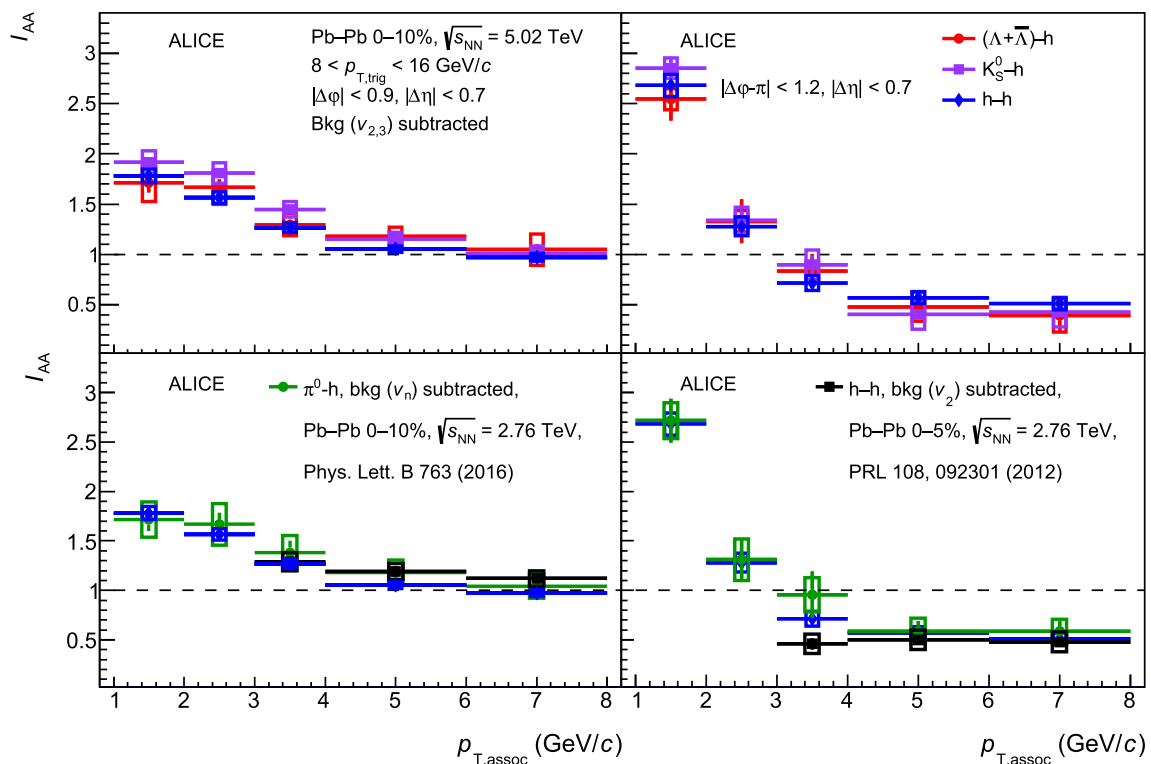 I_AA
3
2.5
2
1.5
1
0.5
ALICE
Pb–Pb 0–10%, √s_NN = 5.02 TeV
8 < p_T,trig < 16 GeV/c
|Δφ| < 0.9, |Δη| < 0.7
Bkg (v_2,3) subtracted
ALICE
(Λ+Λ̅)–h
K⁰_S–h
h–h
|Δφ-π| < 1.2, |Δη| < 0.7
I_AA
3
2.5
2
1.5
1
0.5
ALICE
π⁰-h, bkg (v_n) subtracted,
Pb–Pb 0–10%, √s_NN = 2.76 TeV,
Phys. Lett. B 763 (2016)
ALICE
h–h, bkg (v_2) subtracted,
Pb–Pb 0–5%, √s_NN = 2.76 TeV,
PRL 108, 092301 (2012)
1 2 3 4 5 6 7 8
1 2 3 4 5 6 7 8
p_T,assoc (GeV/c)
p_T,assoc (GeV/c)